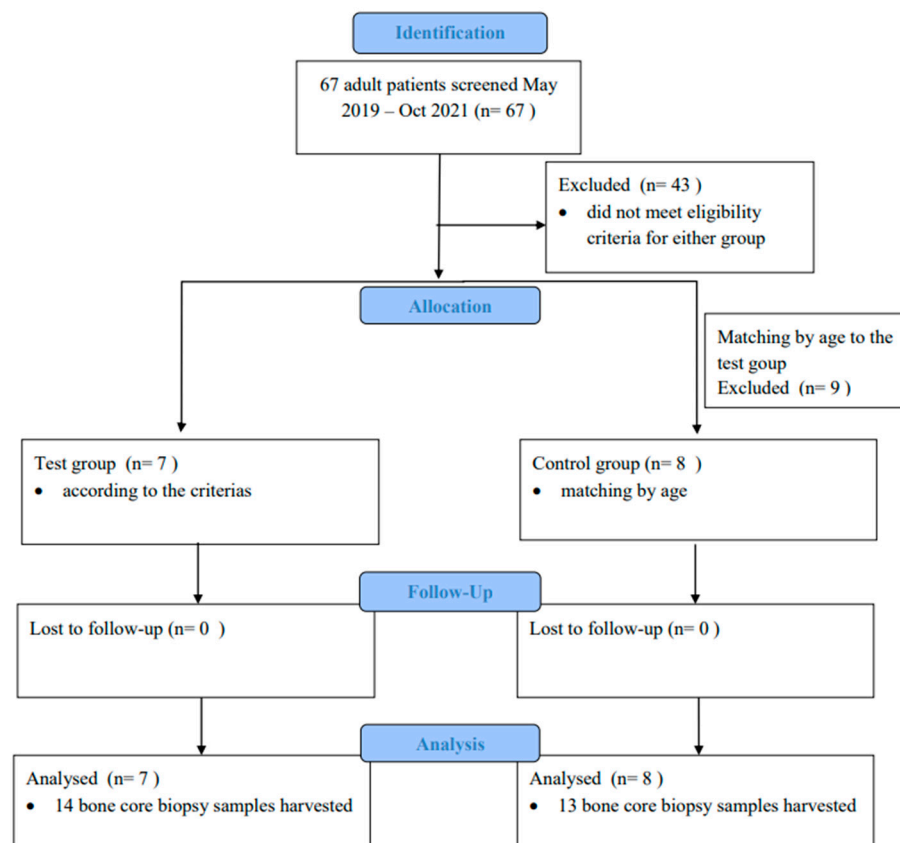 Identification
67 adult patients screened May
2019 – Oct 2021 (n= 67 )
Excluded (n= 43 )
• did not meet eligibility
criteria for either group
Allocation
Matching by age to the
test goup
Excluded (n= 9 )
Test group (n= 7 )
• according to the criterias
Control group (n= 8 )
• matching by age
Follow-Up
Lost to follow-up (n= 0 )
Lost to follow-up (n= 0 )
Analysis
Analysed (n= 7 )
• 14 bone core biopsy samples harvested
Analysed (n= 8 )
• 13 bone core biopsy samples harvested